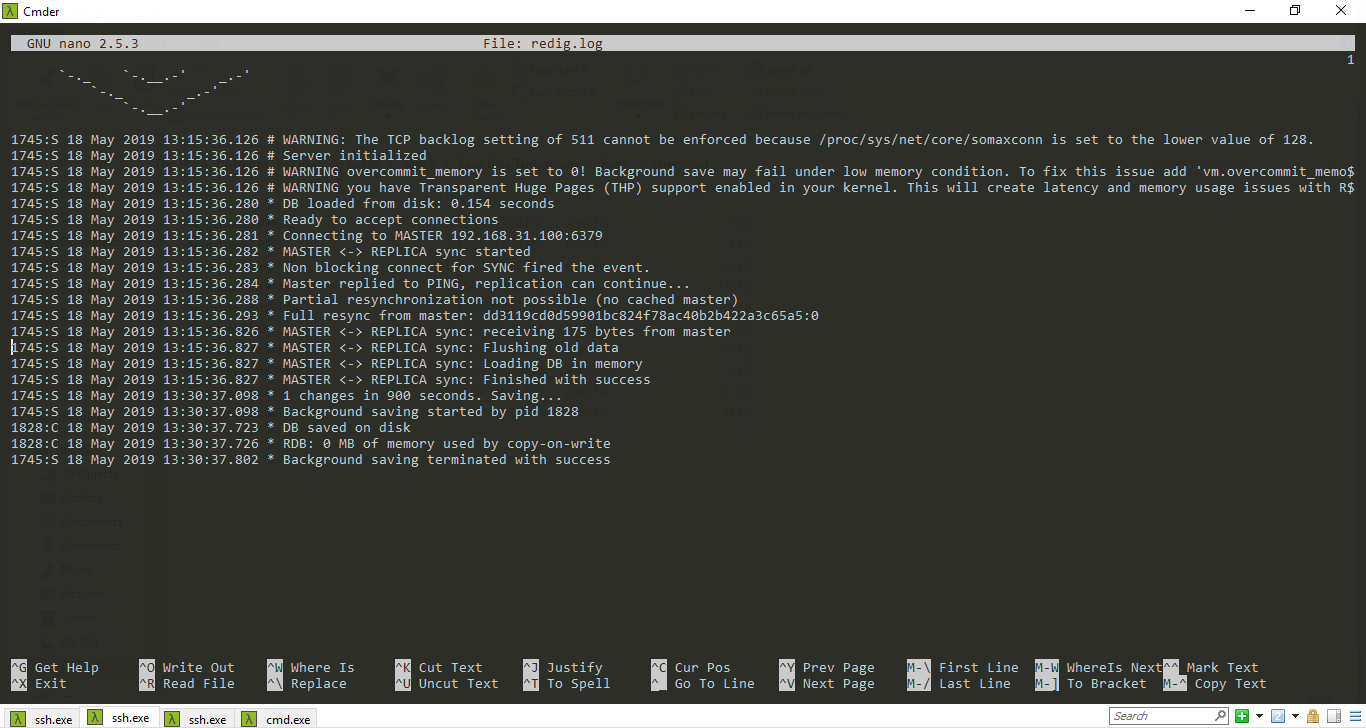 Cmder
GNU nano 2.5.3 File: redig.log
1
`-._ `-.__.-' _.-'
`-._ _.-'
`-.__.-'
1745:S 18 May 2019 13:15:36.126 # WARNING: The TCP backlog setting of 511 cannot be enforced because /proc/sys/net/core/somaxconn is set to the lower value of 128.
1745:S 18 May 2019 13:15:36.126 # Server initialized
1745:S 18 May 2019 13:15:36.126 # WARNING overcommit_memory is set to 0! Background save may fail under low memory condition. To fix this issue add 'vm.overcommit_memo$
1745:S 18 May 2019 13:15:36.126 # WARNING you have Transparent Huge Pages (THP) support enabled in your kernel. This will create latency and memory usage issues with R$
1745:S 18 May 2019 13:15:36.280 * DB loaded from disk: 0.154 seconds
1745:S 18 May 2019 13:15:36.280 * Ready to accept connections
1745:S 18 May 2019 13:15:36.281 * Connecting to MASTER 192.168.31.100:6379
1745:S 18 May 2019 13:15:36.282 * MASTER <-> REPLICA sync started
1745:S 18 May 2019 13:15:36.283 * Non blocking connect for SYNC fired the event.
1745:S 18 May 2019 13:15:36.284 * Master replied to PING, replication can continue...
1745:S 18 May 2019 13:15:36.288 * Partial resynchronization not possible (no cached master)
1745:S 18 May 2019 13:15:36.293 * Full resync from master: dd3119cd0d59901bc824f78ac40b2b422a3c65a5:0
1745:S 18 May 2019 13:15:36.826 * MASTER <-> REPLICA sync: receiving 175 bytes from master
1745:S 18 May 2019 13:15:36.827 * MASTER <-> REPLICA sync: Flushing old data
1745:S 18 May 2019 13:15:36.827 * MASTER <-> REPLICA sync: Loading DB in memory
1745:S 18 May 2019 13:15:36.827 * MASTER <-> REPLICA sync: Finished with success
1745:S 18 May 2019 13:30:37.098 * 1 changes in 900 seconds. Saving...
1745:S 18 May 2019 13:30:37.098 * Background saving started by pid 1828
1828:C 18 May 2019 13:30:37.723 * DB saved on disk
1828:C 18 May 2019 13:30:37.726 * RDB: 0 MB of memory used by copy-on-write
1745:S 18 May 2019 13:30:37.802 * Background saving terminated with success
Desktop
Documents
Downloads
Music
Pictures
Videos
^G Get Help ^O Write Out ^W Where Is ^K Cut Text ^J Justify ^C Cur Pos ^Y Prev Page M-\ First Line M-W WhereIs Next ^^ Mark Text
^X Exit ^R Read File ^\ Replace ^U Uncut Text ^T To Spell ^_ Go To Line ^V Next Page M-/ Last Line M-] To Bracket M-^ Copy Text
ssh.exe ssh.exe ssh.exe cmd.exe Search